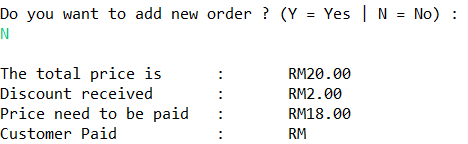 Do you want to add new order ? (Y = Yes | N = No) :
N
The total price is : RM20.00
Discount received : RM2.00
Price need to be paid : RM18.00
Customer Paid : RM